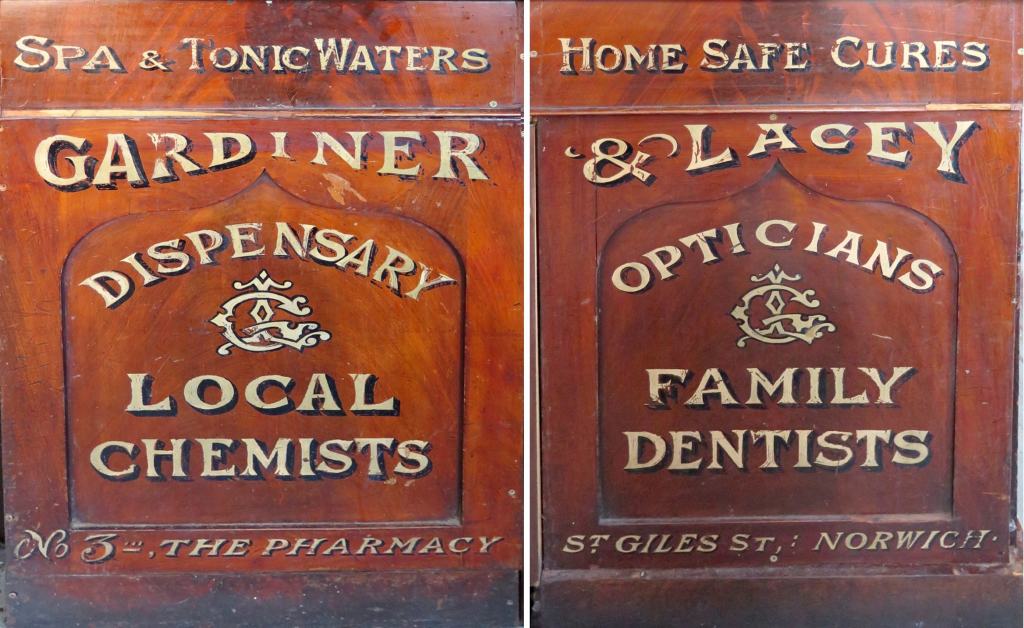 SPA & TONIC WATERS
GARDINER
DISPENSARY
LOCAL
CHEMISTS
No 3, THE PHARMACY
HOME SAFE CURES
& LACEY
OPTICIANS
FAMILY
DENTISTS
ST GILES ST,: NORWICH.